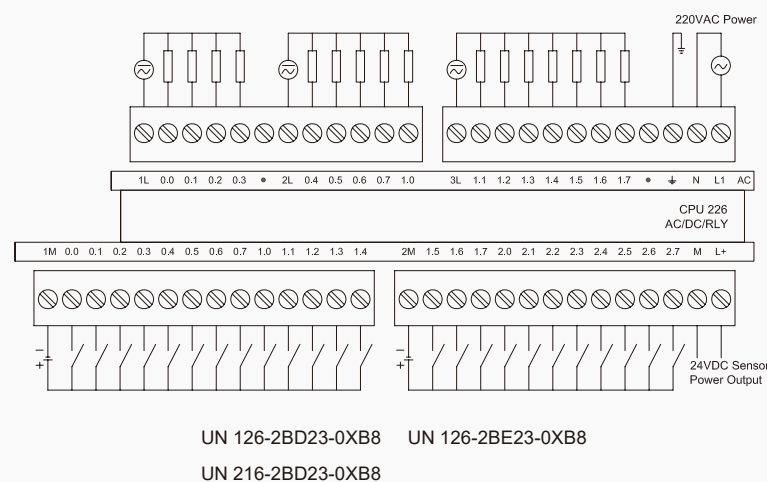 220VAC Power
1L 0.0 0.1 0.2 0.3 • 2L 0.4 0.5 0.6 0.7 1.0 3L 1.1 1.2 1.3 1.4 1.5 1.6 1.7 • ⏚ N L1 AC
CPU 226
AC/DC/RLY
1M 0.0 0.1 0.2 0.3 0.4 0.5 0.6 0.7 1.0 1.1 1.2 1.3 1.4 2M 1.5 1.6 1.7 2.0 2.1 2.2 2.3 2.4 2.5 2.6 2.7 M L+
24VDC Sensor
Power Output
UN 126-2BD23-0XB8 UN 126-2BE23-0XB8
UN 216-2BD23-0XB8